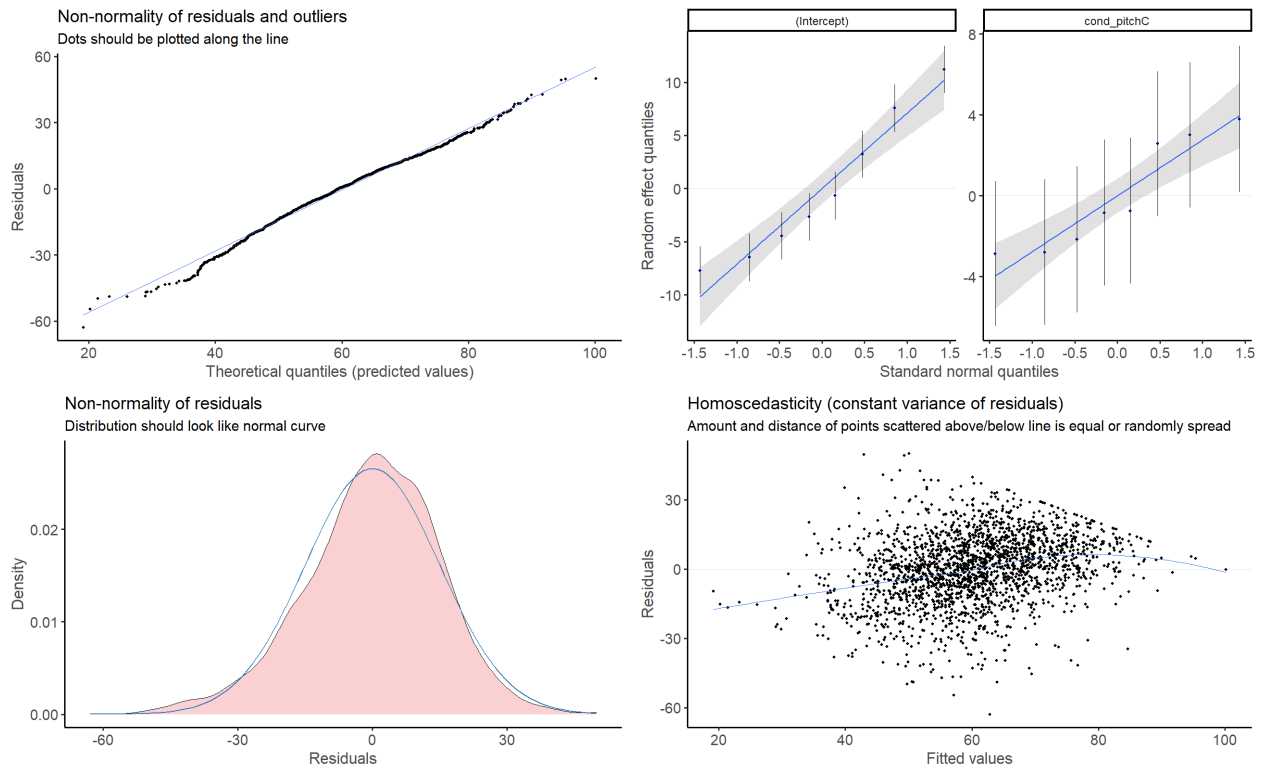 Non-normality of residuals and outliers
Dots should be plotted along the line
60
30
0
-30
-60
Residuals
20 40 60 80 100
Theoretical quantiles (predicted values)
(Intercept) cond_pitchC
10
5
0
-5
-10
Random effect quantiles
8
4
0
-4
-1.5 -1.0 -0.5 0.0 0.5 1.0 1.5 -1.5 -1.0 -0.5 0.0 0.5 1.0 1.5
Standard normal quantiles
Non-normality of residuals
Distribution should look like normal curve
0.02
0.01
0.00
Density
-60 -30 0 30
Residuals
Homoscedasticity (constant variance of residuals)
Amount and distance of points scattered above/below line is equal or randomly spread
30
0
-30
-60
Residuals
20 40 60 80 100
Fitted values